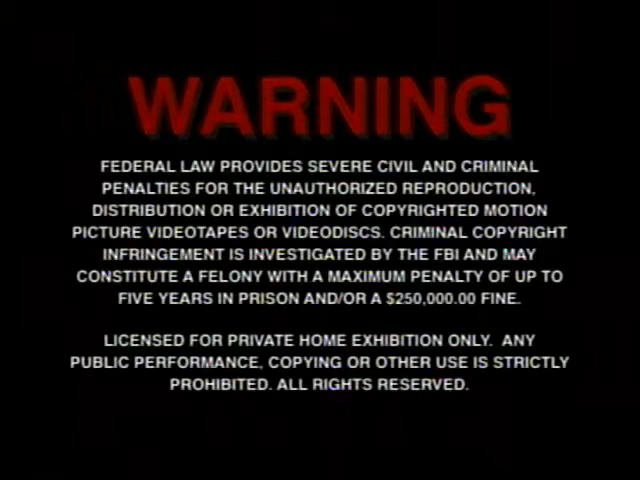 WARNING
FEDERAL LAW PROVIDES SEVERE CIVIL AND CRIMINAL
PENALTIES FOR THE UNAUTHORIZED REPRODUCTION,
DISTRIBUTION OR EXHIBITION OF COPYRIGHTED MOTION
PICTURE VIDEOTAPES OR VIDEODISCS. CRIMINAL COPYRIGHT
INFRINGEMENT IS INVESTIGATED BY THE FBI AND MAY
CONSTITUTE A FELONY WITH A MAXIMUM PENALTY OF UP TO
FIVE YEARS IN PRISON AND/OR A $250,000.00 FINE.
LICENSED FOR PRIVATE HOME EXHIBITION ONLY. ANY
PUBLIC PERFORMANCE, COPYING OR OTHER USE IS STRICTLY
PROHIBITED. ALL RIGHTS RESERVED.